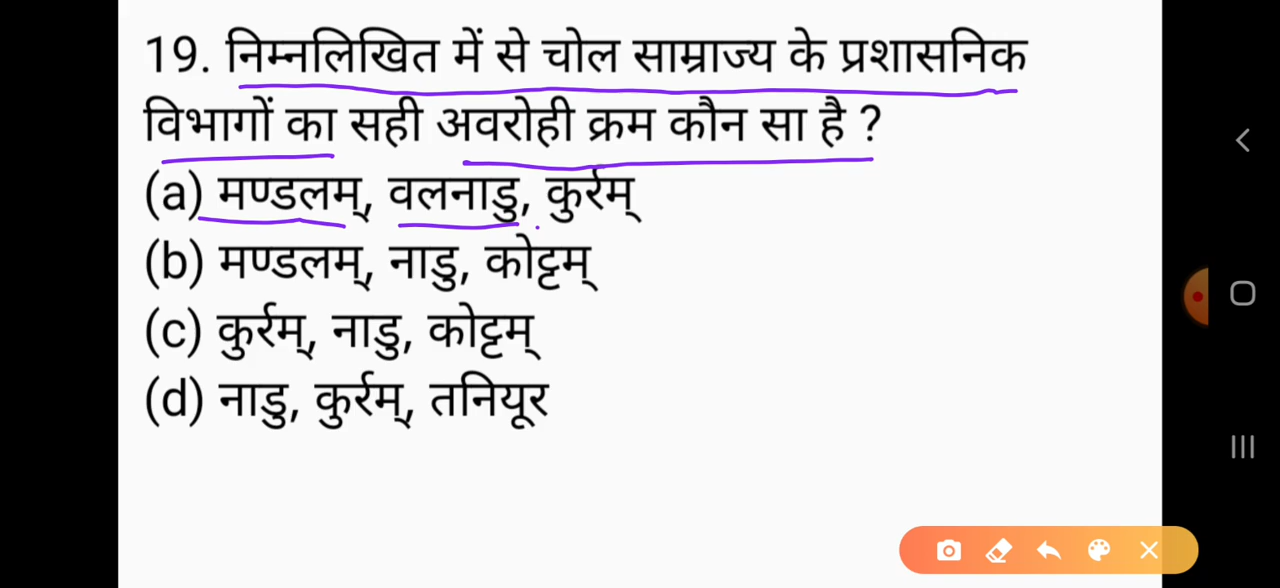 19. निम्नलिखित में से चोल साम्राज्य के प्रशासनिक
विभागों का सही अवरोही क्रम कौन सा है ?
(a) मण्डलम्, वलनाडु, कुर्रम्
(b) मण्डलम्, नाडु, कोट्टम्
(c) कुर्रम्, नाडु, कोट्टम्
(d) नाडु, कुर्रम्, तनियूर